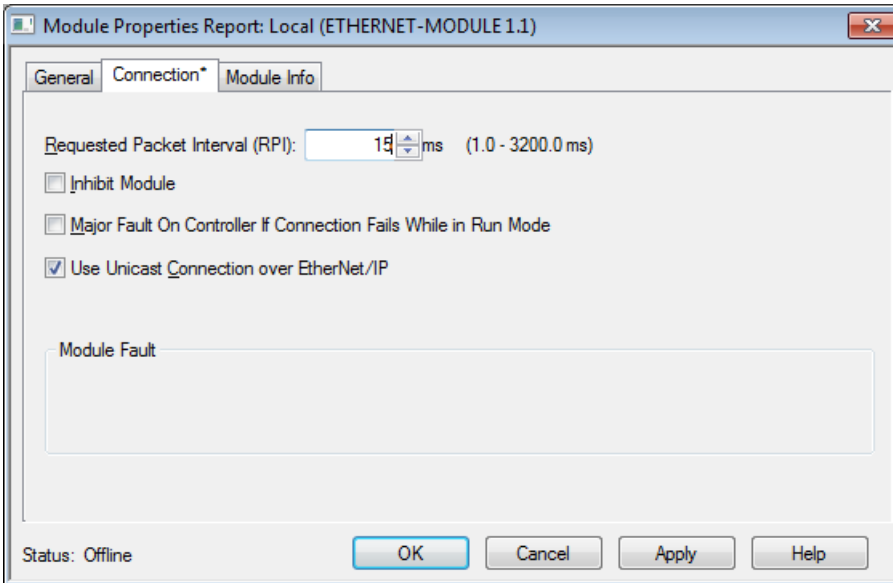 Module Properties Report: Local (ETHERNET-MODULE 1.1)
General Connection* Module Info
Requested Packet Interval (RPI): 15 ms (1.0 - 3200.0 ms)
Inhibit Module
Major Fault On Controller If Connection Fails While in Run Mode
Use Unicast Connection over EtherNet/IP
Module Fault
Status: Offline OK Cancel Apply Help